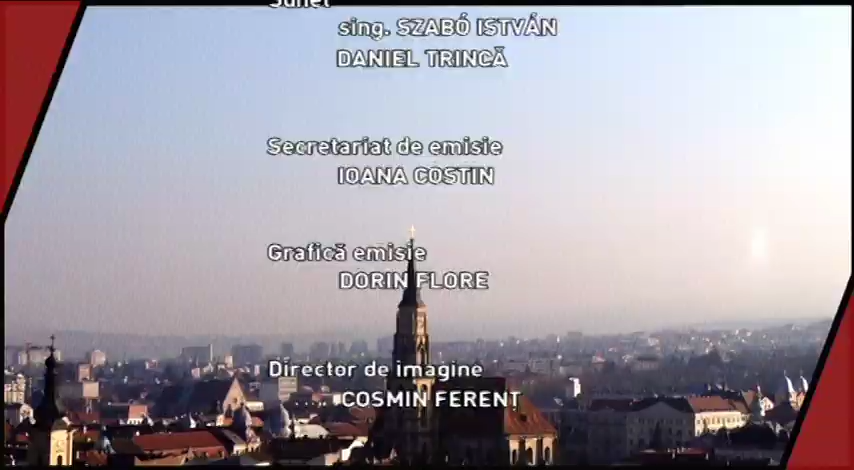 Sunet
sing. SZABÓ ISTVÁN
DANIEL TRINCĂ
Secretariat de emisie
IOANA COSTIN
Grafică emisie
DORIN FLORE
Director de imagine
COSMIN FERENT